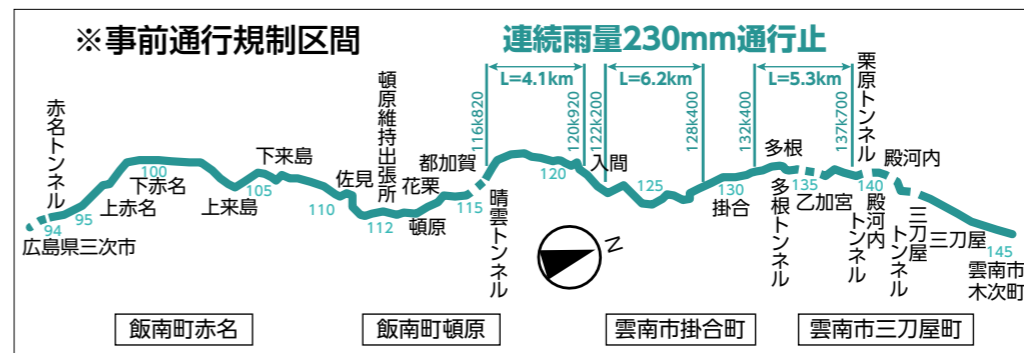 ※事前通行規制区間
連続雨量230mm通行止
L=4.1km
L=6.2km
L=5.3km
116k820
120k920
122k200
128k400
132k400
137k700
赤名トンネル
94
広島県三次市
95
上赤名
100
下赤名
上来島
105
下来島
110
佐見
112
頓原維持出張所
花栗
頓原
都加賀
115
晴雲トンネル
120
入間
125
130
掛合
多根
多根トンネル
135
乙加宮
栗原トンネル
140
殿河内
殿河内トンネル
三刀屋トンネル
三刀屋
145
雲南市
木次町
N
飯南町赤名
飯南町頓原
雲南市掛合町
雲南市三刀屋町